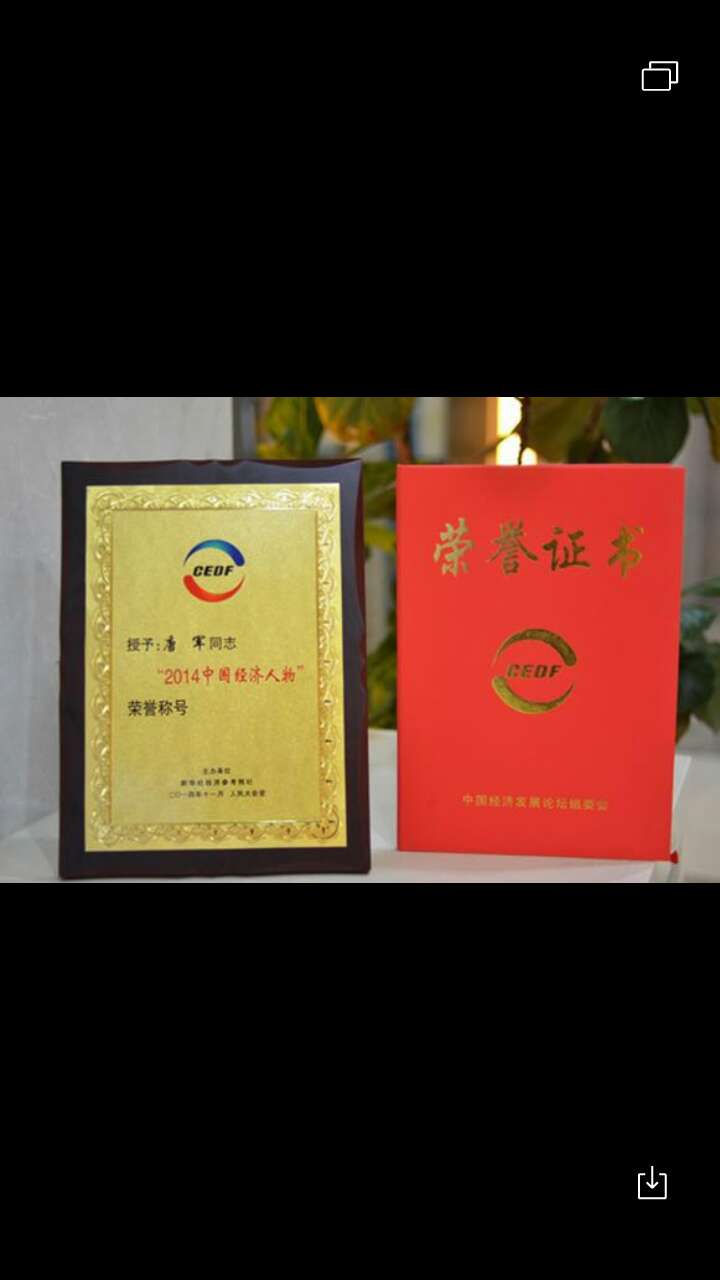 CEDF
授予:唐 军同志
“2014中国经济人物”
荣誉称号
主办单位
新华社经济参考报社
二〇一四年十一月 人民大会堂
荣誉证书
CEDF
中国经济发展论坛组委会